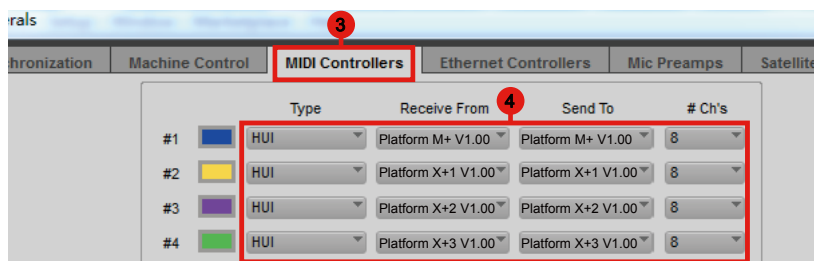 rals
3
hronization Machine Control MIDI Controllers Ethernet Controllers Mic Preamps Satellite
4
Type Receive From Send To # Ch's
#1 HUI Platform M+ V1.00 Platform M+ V1.00 8
#2 HUI Platform X+1 V1.00 Platform X+1 V1.00 8
#3 HUI Platform X+2 V1.00 Platform X+2 V1.00 8
#4 HUI Platform X+3 V1.00 Platform X+3 V1.00 8